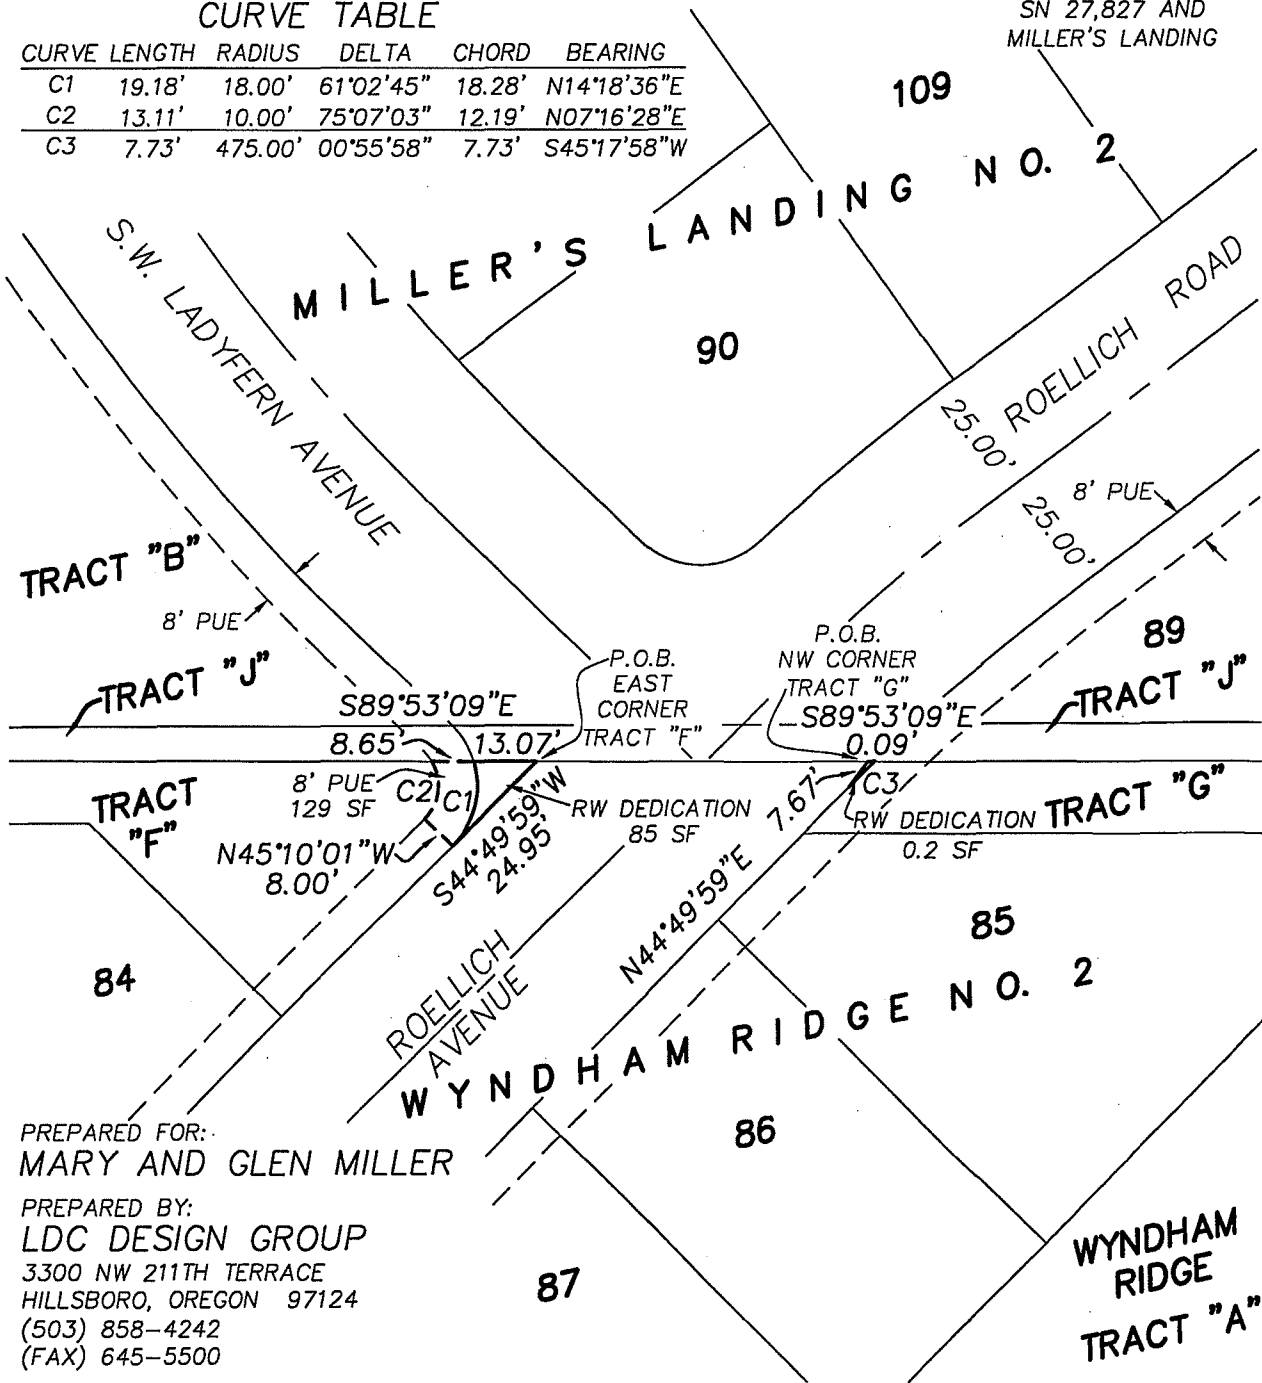 CURVE TABLE
CURVE LENGTH RADIUS DELTA CHORD BEARING
C1 19.18' 18.00' 61°02'45" 18.28' N14°18'36"E
C2 13.11' 10.00' 75°07'03" 12.19' N07°16'28"E
C3 7.73' 475.00' 00°55'58" 7.73' S45°17'58"W
SN 27,827 AND
MILLER'S LANDING
109
MILLER'S LANDING NO. 2
S.W. LADYFERN AVENUE
90
ROELLICH ROAD
25.00'
25.00'
8' PUE
TRACT "B"
8' PUE
TRACT "J"
89
TRACT "J"
P.O.B.
EAST
CORNER
TRACT "F"
P.O.B.
NW CORNER
TRACT "G"
S89°53'09"E
8.65'
13.07'
S89°53'09"E
0.09'
8' PUE
129 SF
C2
C1
TRACT
"F"
N45°10'01"W
8.00'
S44°49'59"W
24.95'
RW DEDICATION
85 SF
7.67'
C3
RW DEDICATION
0.2 SF
TRACT "G"
N44°49'59"E
84
85
ROELLICH
AVENUE
WYNDHAM RIDGE NO. 2
86
87
PREPARED FOR:
MARY AND GLEN MILLER
PREPARED BY:
LDC DESIGN GROUP
3300 NW 211TH TERRACE
HILLSBORO, OREGON 97124
(503) 858-4242
(FAX) 645-5500
WYNDHAM
RIDGE
TRACT "A"